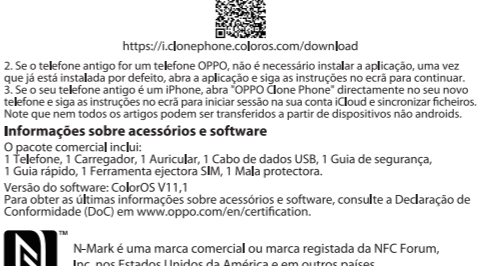 https://i.clonephone.coloros.com/download
2. Se o telefone antigo for um telefone OPPO, não é necessário instalar a aplicação, uma vez
que já está instalada por defeito, abra a aplicação e siga as instruções no ecrã para continuar.
3. Se o seu telefone antigo é um iPhone, abra "OPPO Clone Phone" directamente no seu novo
telefone e siga as instruções no ecrã para iniciar sessão na sua conta iCloud e sincronizar ficheiros.
Note que nem todos os artigos podem ser transferidos a partir de dispositivos não androids.
Informações sobre acessórios e software
O pacote comercial inclui:
1 Telefone, 1 Carregador, 1 Auricular, 1 Cabo de dados USB, 1 Guia de segurança,
1 Guia rápido, 1 Ferramenta ejectora SIM, 1 Mala protectora.
Versão do software: ColorOS V11,1
Para obter as últimas informações sobre acessórios e software, consulte a Declaração de
Conformidade (DoC) em www.oppo.com/en/certification.
TM
N-Mark é uma marca comercial ou marca registada da NFC Forum,
Inc. nos Estados Unidos da América e em outros países.